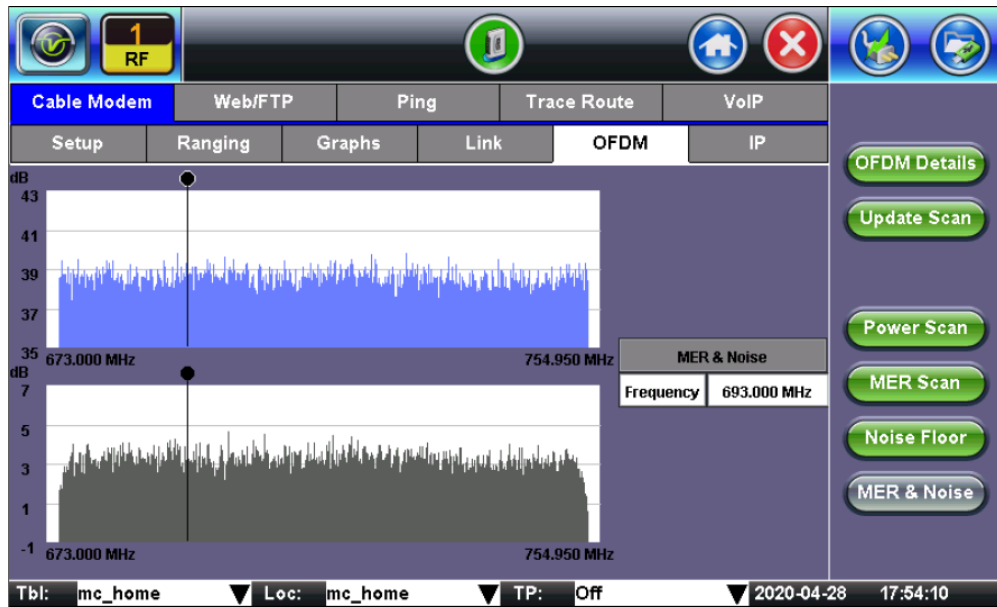 1
RF
Cable Modem Web/FTP Ping Trace Route VoIP
Setup Ranging Graphs Link OFDM IP
OFDM Details
Update Scan
dB
43
41
39
37
35
673.000 MHz 754.950 MHz
dB
7
5
3
1
-1
673.000 MHz 754.950 MHz
MER & Noise
Frequency 693.000 MHz
Power Scan
MER Scan
Noise Floor
MER & Noise
Tbl: mc_home Loc: mc_home TP: Off 2020-04-28 17:54:10